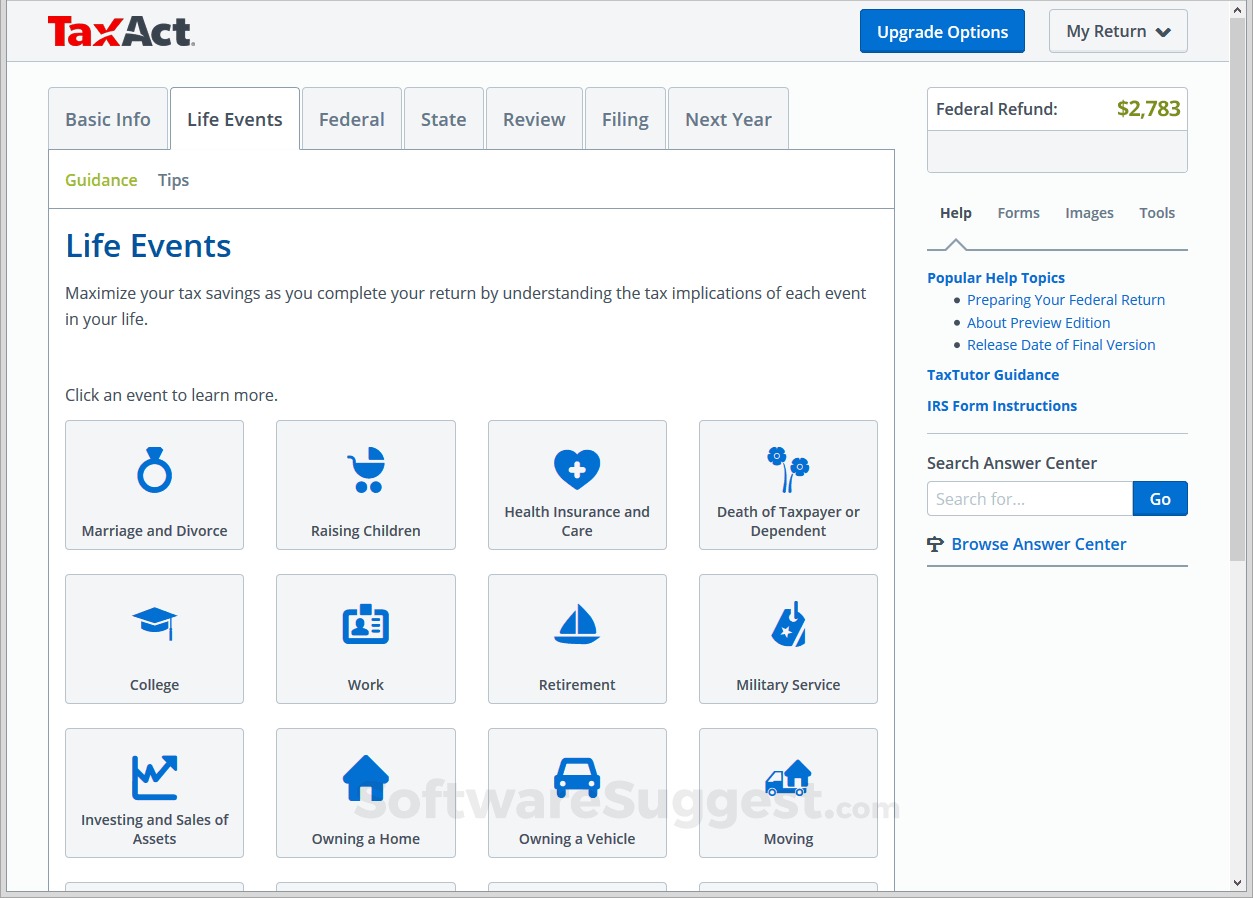 TaxAct.
Upgrade Options
My Return
Basic Info
Life Events
Federal
State
Review
Filing
Next Year
Federal Refund:
$2,783
Guidance
Tips
Help
Forms
Images
Tools
Life Events
Maximize your tax savings as you complete your return by understanding the tax implications of each event
in your life.
Popular Help Topics
Preparing Your Federal Return
About Preview Edition
Release Date of Final Version
TaxTutor Guidance
IRS Form Instructions
Search Answer Center
Search for...
Go
Browse Answer Center
Click an event to learn more.
Marriage and Divorce
Raising Children
Health Insurance and
Care
Death of Taxpayer or
Dependent
College
Work
Retirement
Military Service
Investing and Sales of
Assets
Owning a Home
Owning a Vehicle
Moving
SoftwareSuggest.com